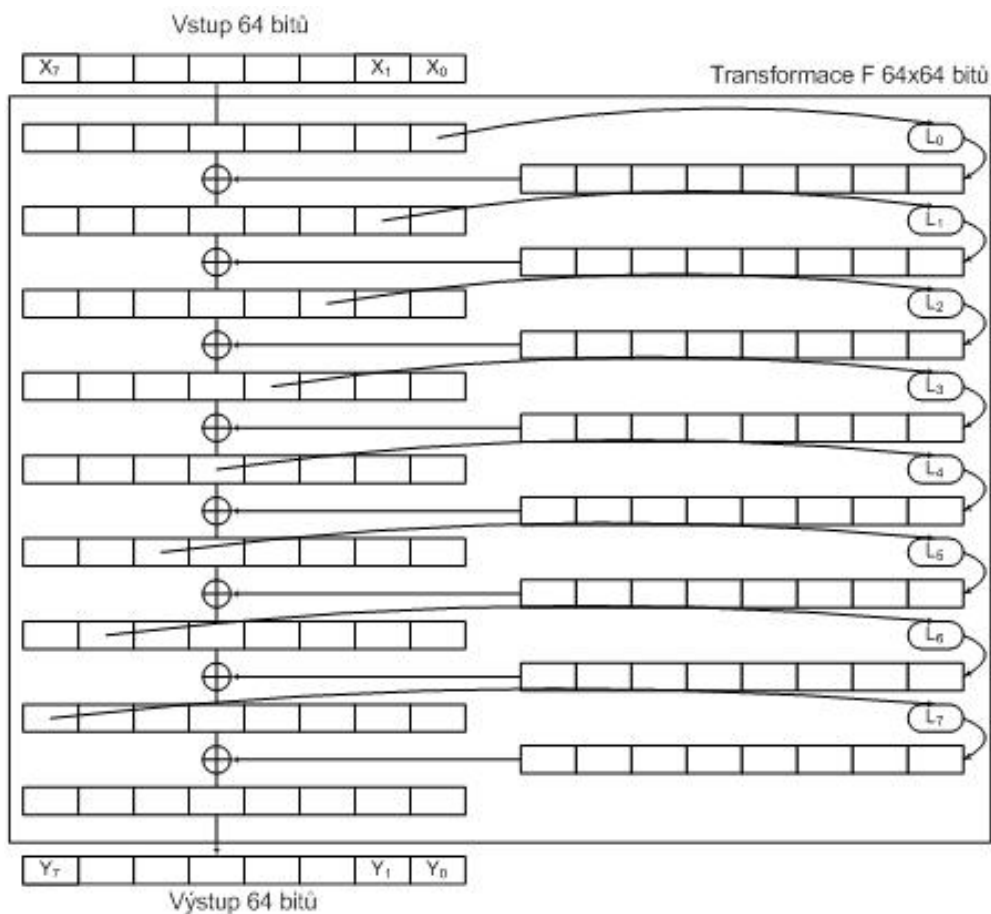 Vstup 64 bitů
X₇ X₁ X₀
Transformace F 64x64 bitů
L₀
L₁
L₂
L₃
L₄
L₅
L₆
L₇
Y₇ Y₁ Y₀
Výstup 64 bitů